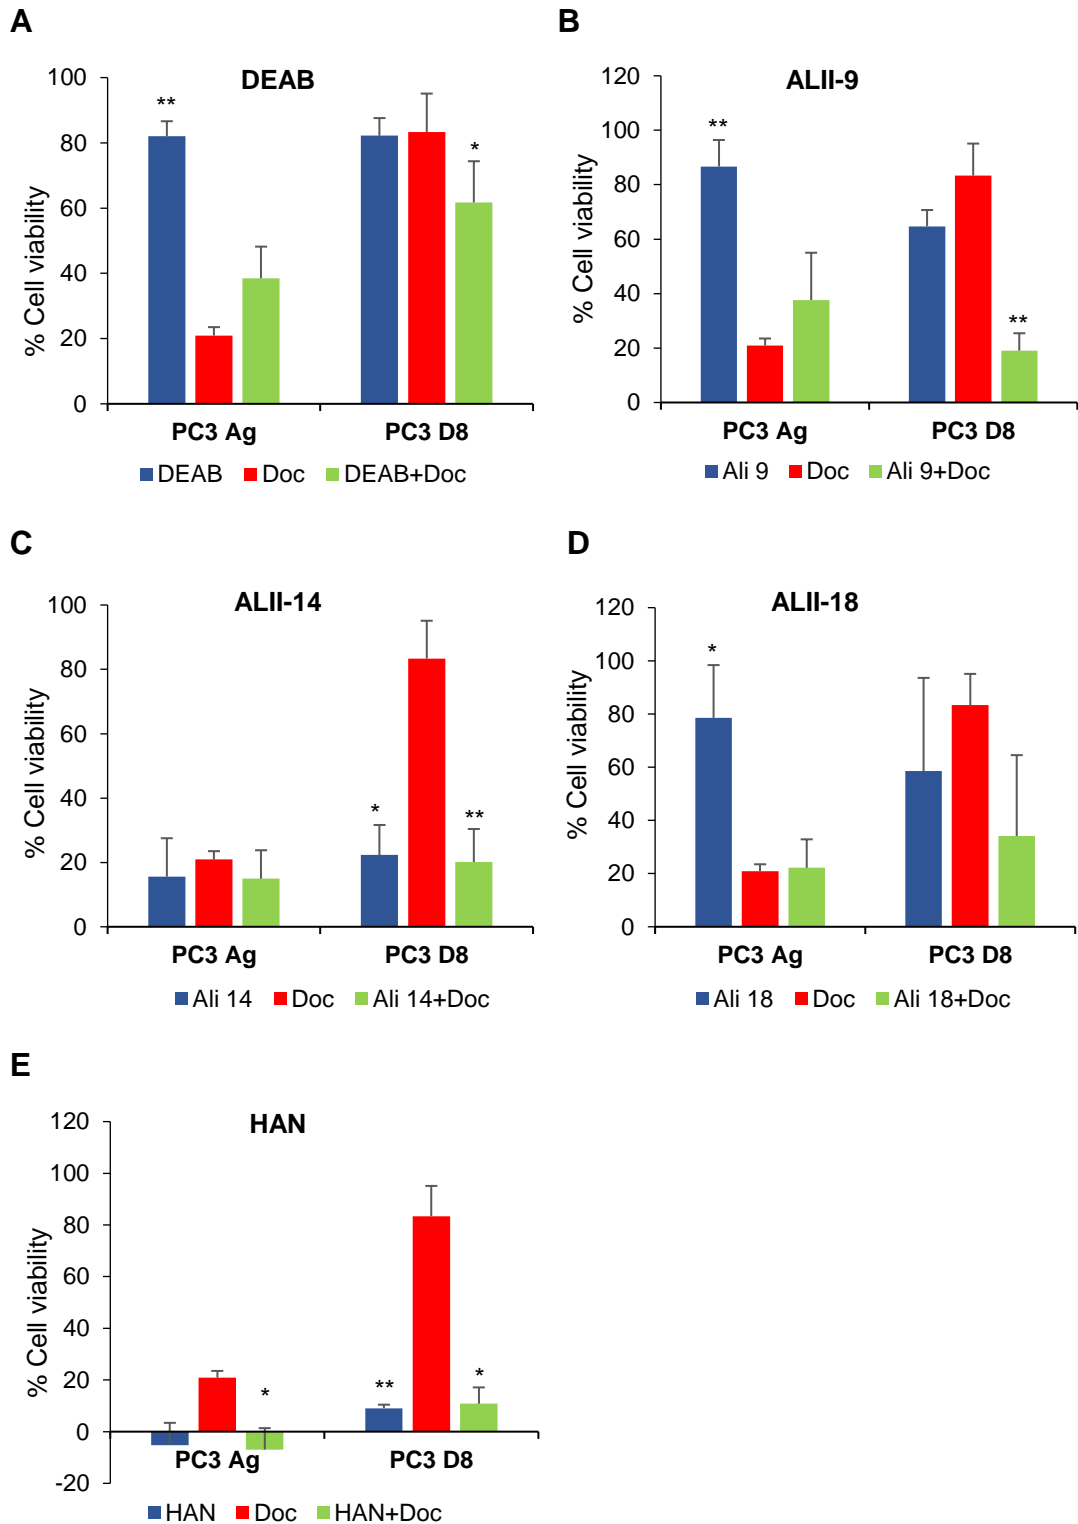 A
DEAB
% Cell viability
100
80
60
40
20
0
**
*
PC3 Ag
PC3 D8
DEAB Doc DEAB+Doc
B
ALII-9
% Cell viability
120
100
80
60
40
20
0
**
**
PC3 Ag
PC3 D8
Ali 9 Doc Ali 9+Doc
C
ALII-14
% Cell viability
100
80
60
40
20
0
*
**
PC3 Ag
PC3 D8
Ali 14 Doc Ali 14+Doc
D
ALII-18
% Cell viability
120
100
80
60
40
20
0
*
PC3 Ag
PC3 D8
Ali 18 Doc Ali 18+Doc
E
HAN
% Cell viability
120
100
80
60
40
20
0
-20
*
**
*
PC3 Ag
PC3 D8
HAN Doc HAN+Doc